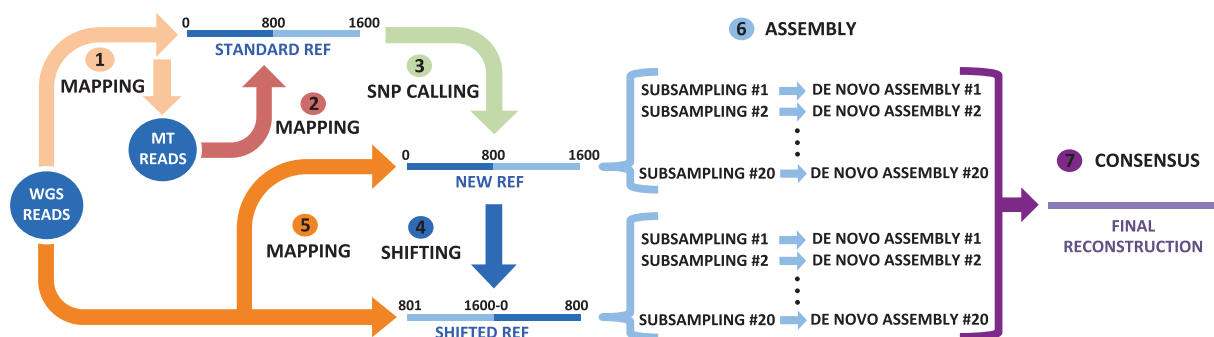 0 800 1600
STANDARD REF
1
MAPPING
2
MAPPING
3
SNP CALLING
MT
READS
WGS
READS
0 800 1600
NEW REF
4
SHIFTING
5
MAPPING
801 1600-0 800
SHIFTED REF
6 ASSEMBLY
SUBSAMPLING #1 DE NOVO ASSEMBLY #1
SUBSAMPLING #2 DE NOVO ASSEMBLY #2
SUBSAMPLING #20 DE NOVO ASSEMBLY #20
SUBSAMPLING #1 DE NOVO ASSEMBLY #1
SUBSAMPLING #2 DE NOVO ASSEMBLY #2
SUBSAMPLING #20 DE NOVO ASSEMBLY #20
7 CONSENSUS
FINAL
RECONSTRUCTION